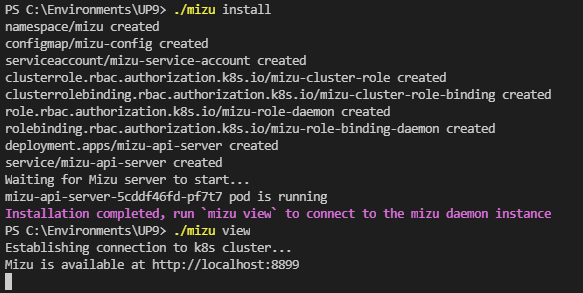 PS C:\Environments\UP9> ./mizu install
namespace/mizu created
configmap/mizu-config created
serviceaccount/mizu-service-account created
clusterrole.rbac.authorization.k8s.io/mizu-cluster-role created
clusterrolebinding.rbac.authorization.k8s.io/mizu-cluster-role-binding created
role.rbac.authorization.k8s.io/mizu-role-daemon created
rolebinding.rbac.authorization.k8s.io/mizu-role-binding-daemon created
deployment.apps/mizu-api-server created
service/mizu-api-server created
Waiting for Mizu server to start...
mizu-api-server-5cddf46fd-pf7t7 pod is running
Installation completed, run `mizu view` to connect to the mizu daemon instance
PS C:\Environments\UP9> ./mizu view
Establishing connection to k8s cluster...
Mizu is available at http://localhost:8899